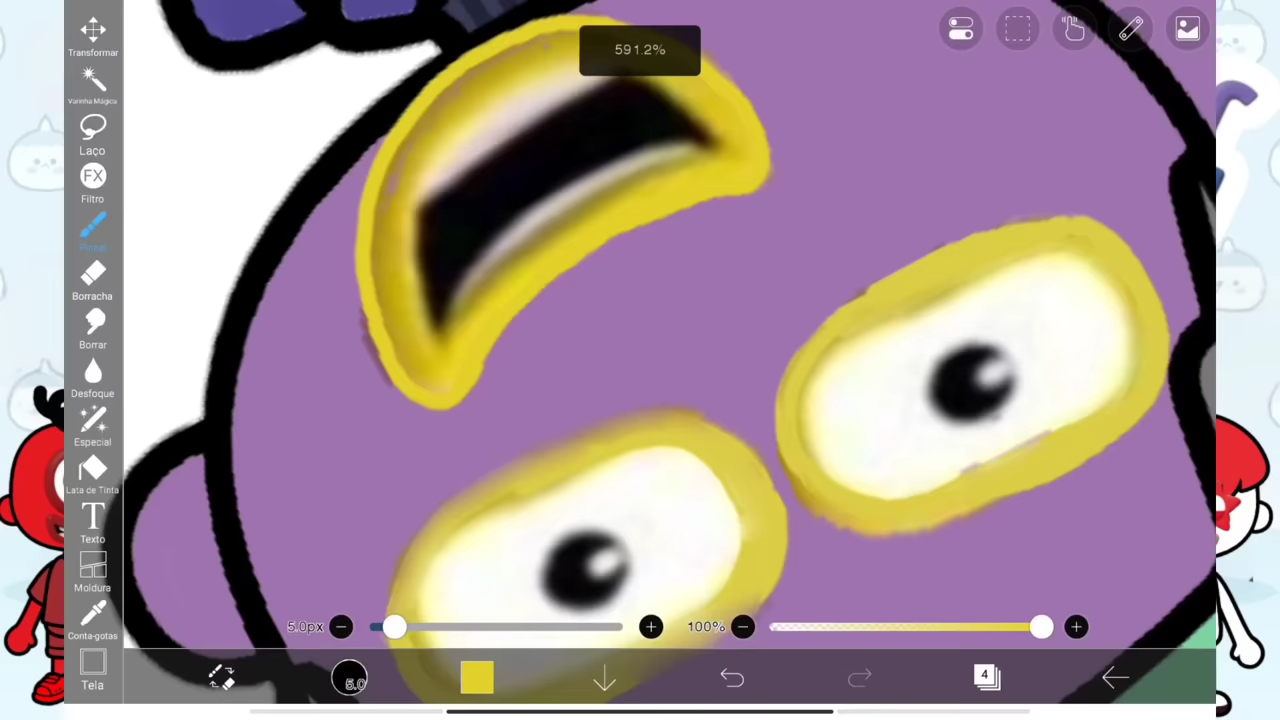 591.2%
Transformar
Varinha Mágica
Laço
FX
Filtro
Pincel
Borracha
Borrar
Desfoque
Especial
Lata de Tinta
T
Texto
Moldura
Conta-gotas
Tela
5.0px
100%
5.0
4